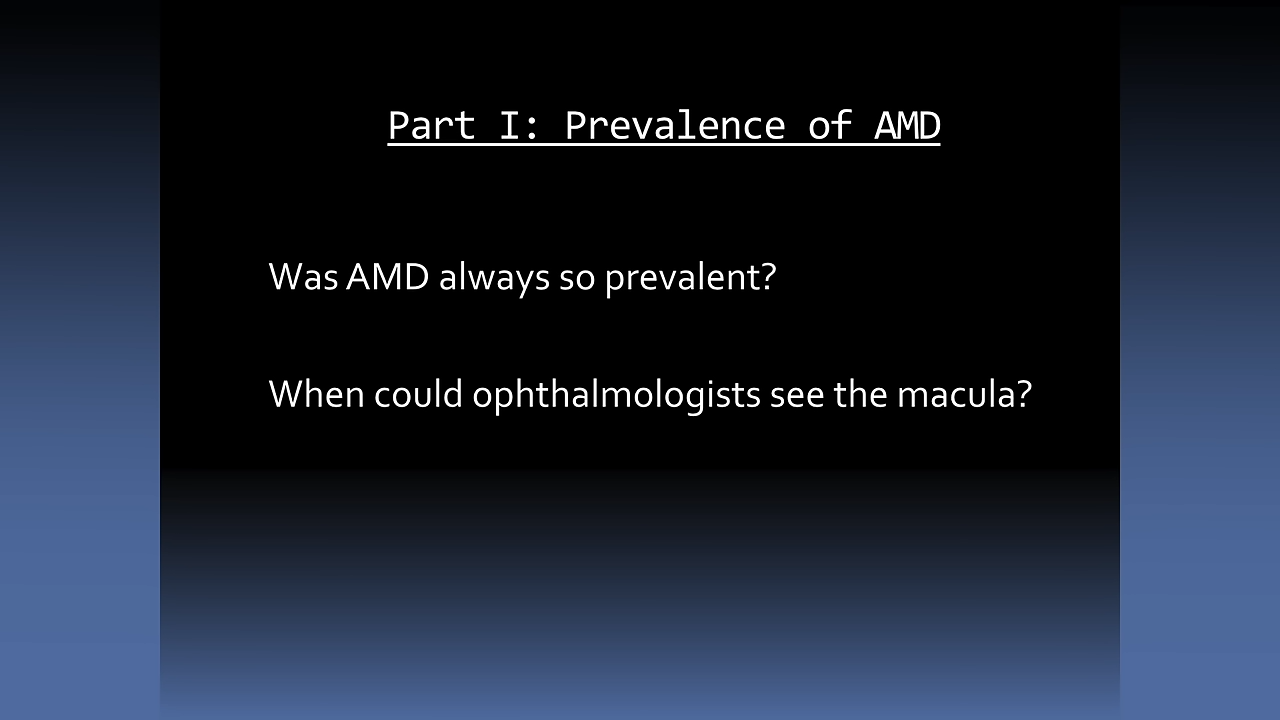 Part I: Prevalence of AMD
Was AMD always so prevalent?
When could ophthalmologists see the macula?